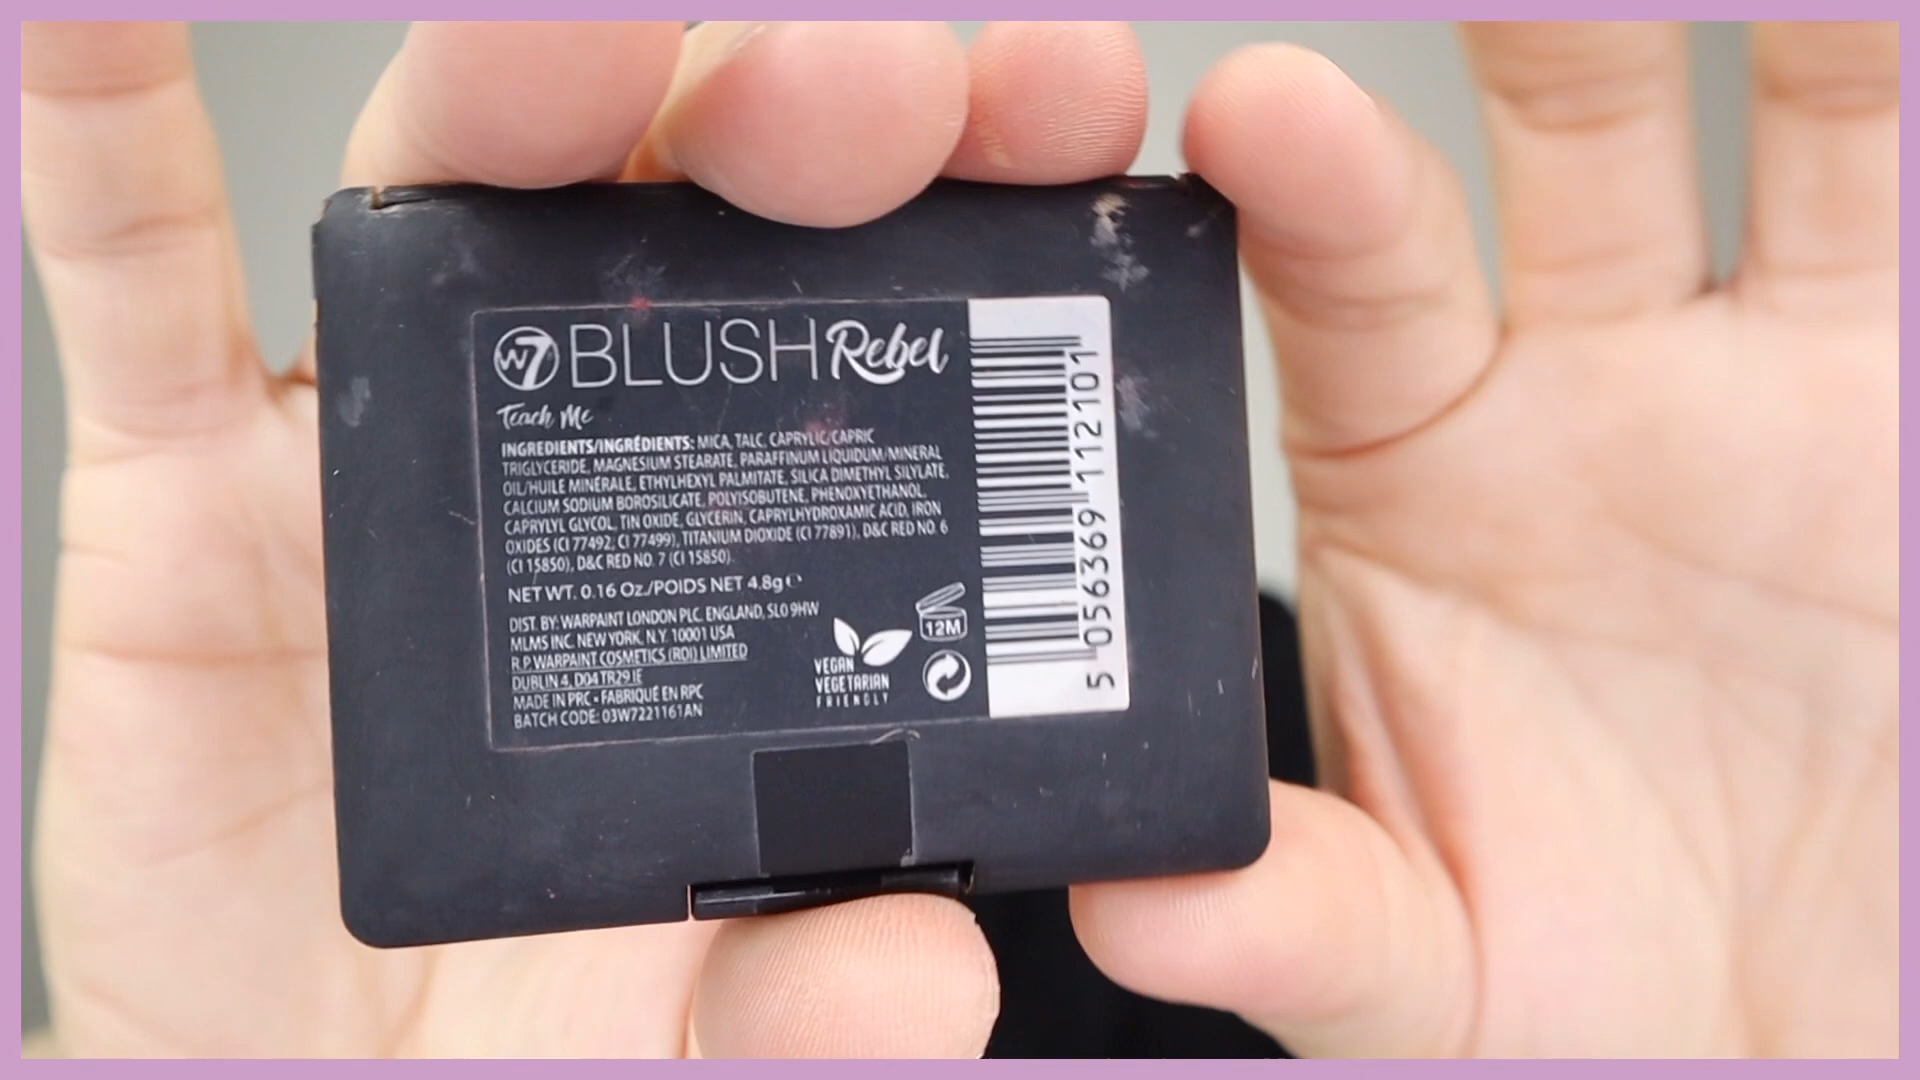 W7 BLUSH Rebel
Teach Me
INGREDIENTS/INGRÉDIENTS: MICA, TALC, CAPRYLIC/CAPRIC
TRIGLYCERIDE, MAGNESIUM STEARATE, PARAFFINUM LIQUIDUM/MINERAL
OIL/HUILE MINÉRALE, ETHYLHEXYL PALMITATE, SILICA DIMETHYL SILYLATE,
CALCIUM SODIUM BOROSILICATE, POLYISOBUTENE, PHENOXYETHANOL,
CAPRYLYL GLYCOL, TIN OXIDE, GLYCERIN, CAPRYLHYDROXAMIC ACID, IRON
OXIDES (CI 77492, CI 77499), TITANIUM DIOXIDE (CI 77891), D&C RED NO. 6
(CI 15850), D&C RED NO. 7 (CI 15850).
NET WT. 0.16 Oz./POIDS NET 4.8g ℮
DIST. BY: WARPAINT LONDON PLC. ENGLAND, SL0 9HW
MLMS INC. NEW YORK, N.Y. 10001 USA
R.P WARPAINT COSMETICS (ROI) LIMITED
DUBLIN 4, D04 TR29 IE
MADE IN PRC • FABRIQUÉ EN RPC
BATCH CODE: 03W7221161AN
VEGAN
VEGETARIAN
FRIENDLY
12M
5 056369 112101